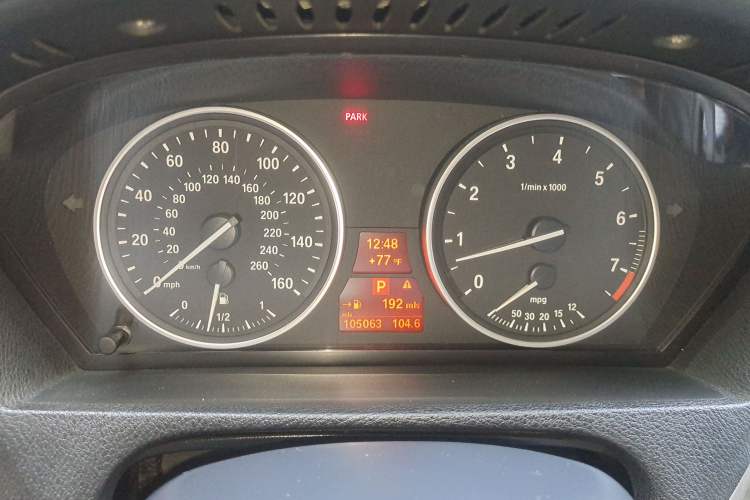 PARK
80
60 100
40 120
20 140
0 mph 160
120 140
100 160
80 180
60 200
40 220
20 240
km/h 260
0 1/2 1
12:48
+77 °F
P
192 mls
mls
105063 104.6
1/min x 1000
0 1 2 3 4 5 6 7
mpg
50 30 20 15 12